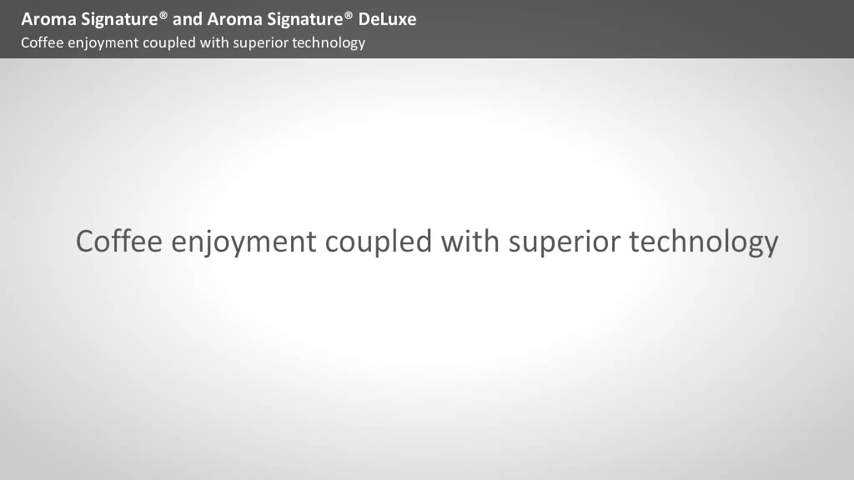 Aroma Signature® and Aroma Signature® DeLuxe
Coffee enjoyment coupled with superior technology
Coffee enjoyment coupled with superior technology